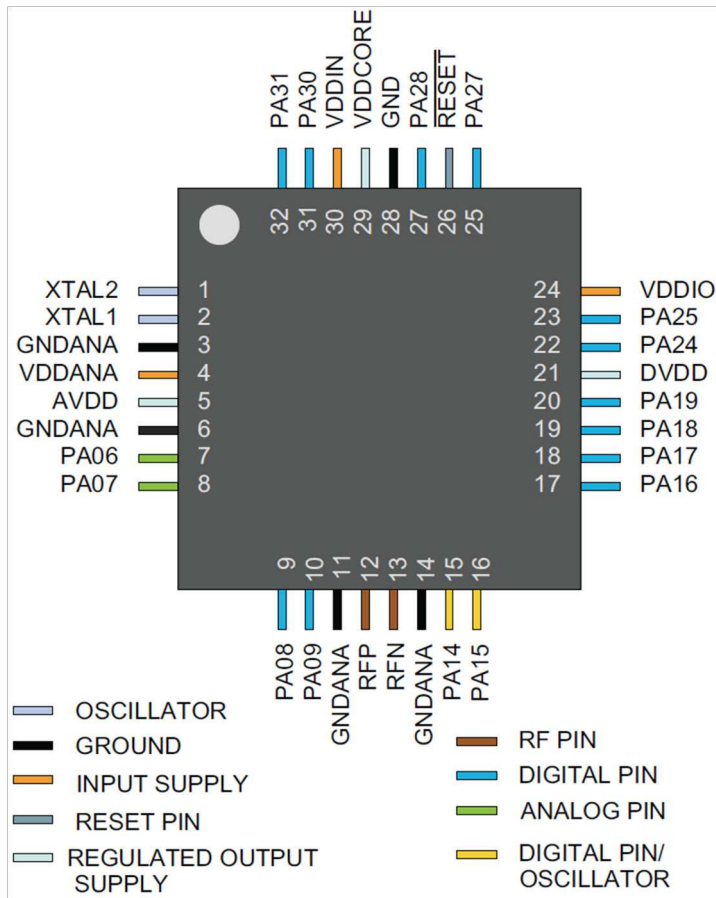 PA31
PA30
VDDIN
VDDCORE
GND
PA28
RESET
PA27
32
31
30
29
28
27
26
25
XTAL2 1
XTAL1 2
GNDANA 3
VDDANA 4
AVDD 5
GNDANA 6
PA06 7
PA07 8
24 VDDIO
23 PA25
22 PA24
21 DVDD
20 PA19
19 PA18
18 PA17
17 PA16
9
10
11
12
13
14
15
16
PA08
PA09
GNDANA
RFP
RFN
GNDANA
PA14
PA15
OSCILLATOR
GROUND
INPUT SUPPLY
RESET PIN
REGULATED OUTPUT
SUPPLY
RF PIN
DIGITAL PIN
ANALOG PIN
DIGITAL PIN/
OSCILLATOR